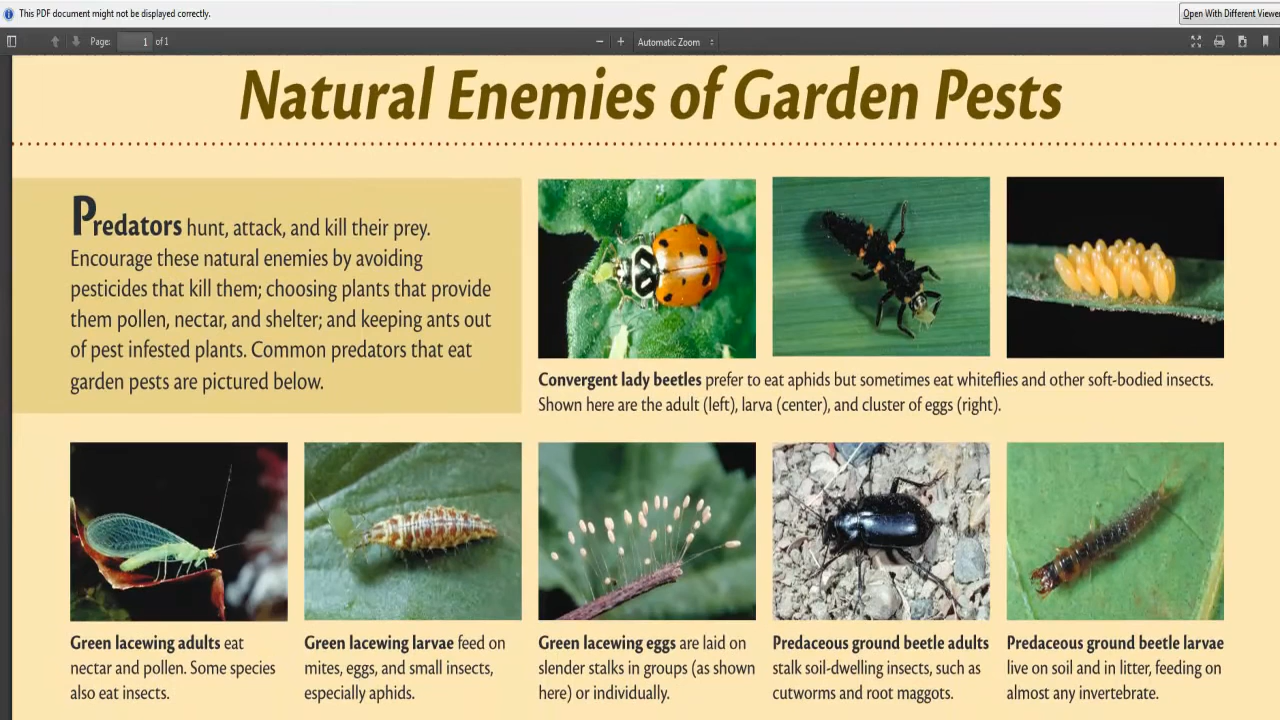 This PDF document might not be displayed correctly.
Open With Different Viewer
Page: 1 of 1
Automatic Zoom
Natural Enemies of Garden Pests
Predators hunt, attack, and kill their prey.
Encourage these natural enemies by avoiding
pesticides that kill them; choosing plants that provide
them pollen, nectar, and shelter; and keeping ants out
of pest infested plants. Common predators that eat
garden pests are pictured below.
Convergent lady beetles prefer to eat aphids but sometimes eat whiteflies and other soft-bodied insects.
Shown here are the adult (left), larva (center), and cluster of eggs (right).
Green lacewing adults eat
nectar and pollen. Some species
also eat insects.
Green lacewing larvae feed on
mites, eggs, and small insects,
especially aphids.
Green lacewing eggs are laid on
slender stalks in groups (as shown
here) or individually.
Predaceous ground beetle adults
stalk soil-dwelling insects, such as
cutworms and root maggots.
Predaceous ground beetle larvae
live on soil and in litter, feeding on
almost any invertebrate.